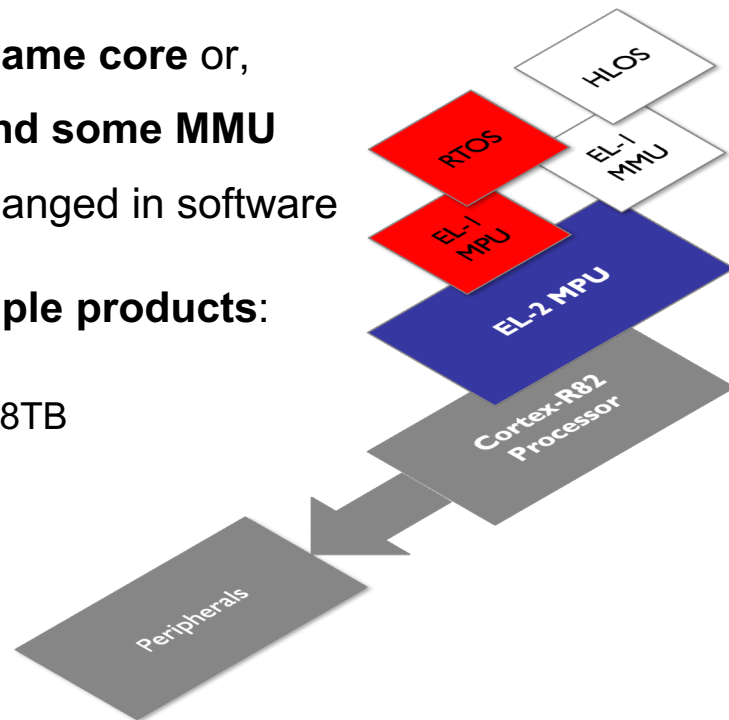 ame core or,
nd some MMU
anged in software
ple products:
8TB
HLOS
RTOS
EL-1
MMU
EL-1
MPU
EL-2 MPU
Cortex-R82
Processor
Peripherals